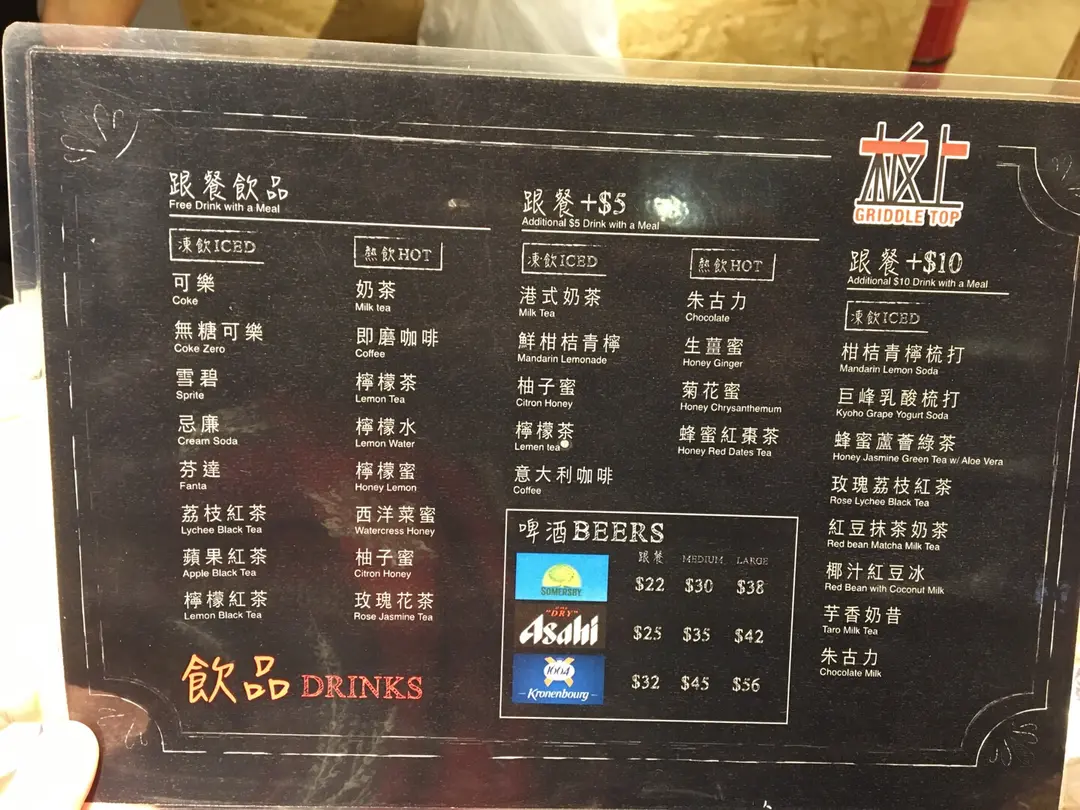 極上
GRIDDLE TOP
跟餐飲品
Free Drink with a Meal
凍飲ICED
可樂
Coke
無糖可樂
Coke Zero
雪碧
Sprite
忌廉
Cream Soda
芬達
Fanta
荔枝紅茶
Lychee Black Tea
蘋果紅茶
Apple Black Tea
檸檬紅茶
Lemon Black Tea
熱飲HOT
奶茶
Milk tea
即磨咖啡
Coffee
檸檬茶
Lemon Tea
檸檬水
Lemon Water
檸檬蜜
Honey Lemon
西洋菜蜜
Watercress Honey
柚子蜜
Citron Honey
玫瑰花茶
Rose Jasmine Tea
飲品 DRINKS
跟餐+$5
Additional $5 Drink with a Meal
凍飲ICED
港式奶茶
Milk Tea
鮮柑桔青檸
Mandarin Lemonade
柚子蜜
Citron Honey
檸檬茶
Lemen tea
意大利咖啡
Coffee
熱飲HOT
朱古力
Chocolate
生薑蜜
Honey Ginger
菊花蜜
Honey Chrysanthemum
蜂蜜紅棗茶
Honey Red Dates Tea
啤酒BEERS
跟餐 MEDIUM LARGE
SOMERSBY $22 $30 $38
"DRY" Asahi $25 $35 $42
1664 Kronenbourg $32 $45 $56
跟餐+$10
Additional $10 Drink with a Meal
凍飲ICED
柑桔青檸梳打
Mandarin Lemon Soda
巨峰乳酸梳打
Kyoho Grape Yogurt Soda
蜂蜜蘆薈綠茶
Honey Jasmine Green Tea w/ Aloe Vera
玫瑰荔枝紅茶
Rose Lychee Black Tea
紅豆抹茶奶茶
Red bean Matcha Milk Tea
椰汁紅豆冰
Red Bean with Coconut Milk
芋香奶昔
Taro Milk Tea
朱古力
Chocolate Milk